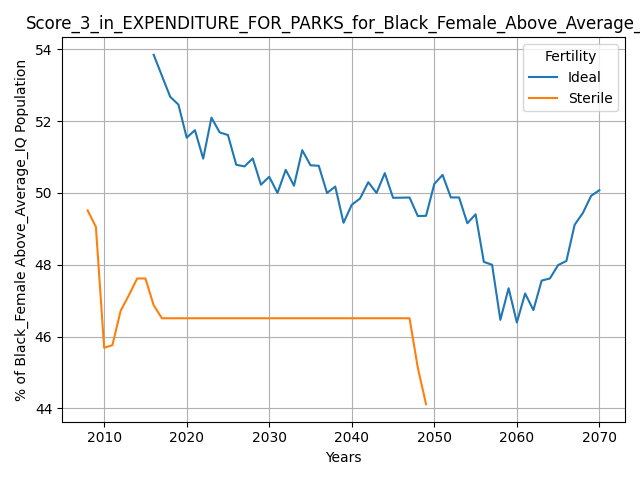 Score_3_in_EXPENDITURE_FOR_PARKS_for_Black_Female_Above_Average_
% of Black_Female Above_Average_IQ Population
54
52
50
48
46
44
Fertility
Ideal
Sterile
2010 2020 2030 2040 2050 2060 2070
Years